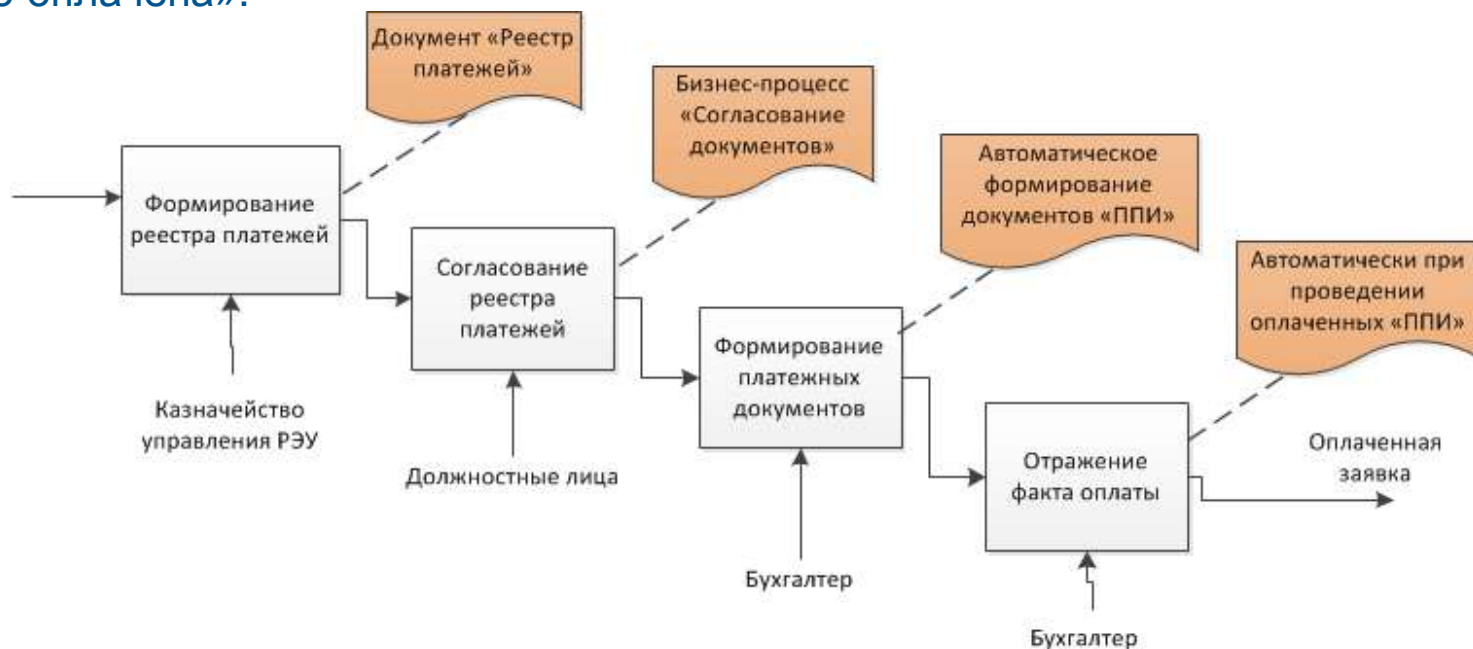 оплачена».
Документ «Реестр
платежей»
Бизнес-процесс
«Согласование
документов»
Автоматическое
формирование
документов «ППИ»
Автоматически при
проведении
оплаченных «ППИ»
Формирование
реестра платежей
Согласование
реестра
платежей
Формирование
платежных
документов
Отражение
факта оплаты
Оплаченная
заявка
Казначейство
управления РЭУ
Должностные лица
Бухгалтер
Бухгалтер